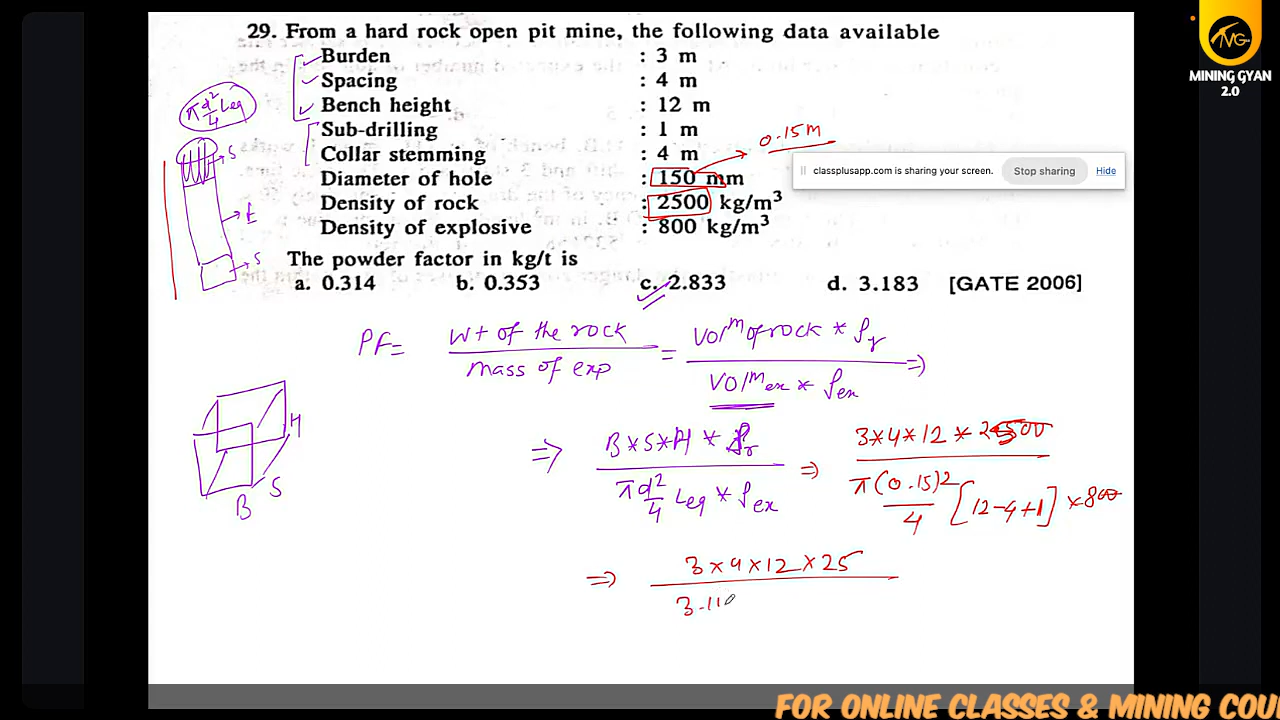 29. From a hard rock open pit mine, the following data available
Burden : 3 m
Spacing : 4 m
Bench height : 12 m
Sub-drilling : 1 m
Collar stemming : 4 m
Diameter of hole : 150 mm
Density of rock : 2500 kg/m³
Density of explosive : 800 kg/m³
The powder factor in kg/t is
a. 0.314 b. 0.353 c. 2.833 d. 3.183 [GATE 2006]
0.15m
πd²/4 Leq
S
E
S
MINING GYAN
2.0
classplusapp.com is sharing your screen. Stop sharing Hide
PF = Wt of the rock / mass of exp = Volᵐ of rock * ρr / Volᵐex * ρex ⇒
⇒ B*S*H * ρr / πd²/4 Leq * ρex ⇒ 3*4*12*2500 / π(0.15)²/4 [12-4+1] *800
H
S
B
⇒ 3×4×12×25 / 3.11
FOR ONLINE CLASSES & MINING COU